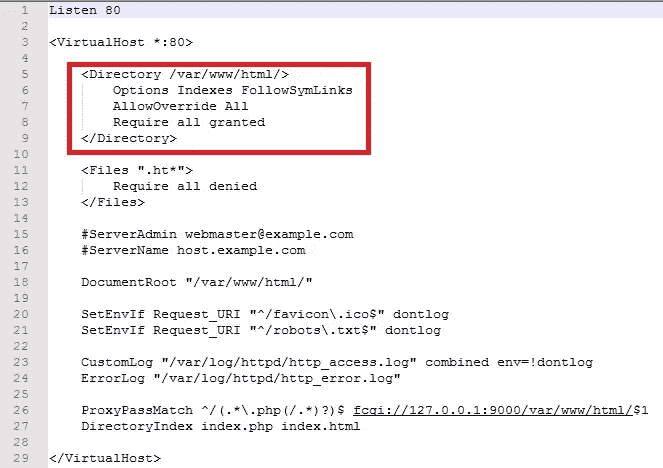 1 Listen 80
2
3 <VirtualHost *:80>
4
5 <Directory /var/www/html/>
6 Options Indexes FollowSymLinks
7 AllowOverride All
8 Require all granted
9 </Directory>
10
11 <Files ".ht*">
12 Require all denied
13 </Files>
14
15 #ServerAdmin webmaster@example.com
16 #ServerName host.example.com
17
18 DocumentRoot "/var/www/html/"
19
20 SetEnvIf Request_URI "^/favicon\.ico$" dontlog
21 SetEnvIf Request_URI "^/robots\.txt$" dontlog
22
23 CustomLog "/var/log/httpd/http_access.log" combined env=!dontlog
24 ErrorLog "/var/log/httpd/http_error.log"
25
26 ProxyPassMatch ^/(.*\.php(/.*)?)$ fcgi://127.0.0.1:9000/var/www/html/$1
27 DirectoryIndex index.php index.html
28
29 </VirtualHost>